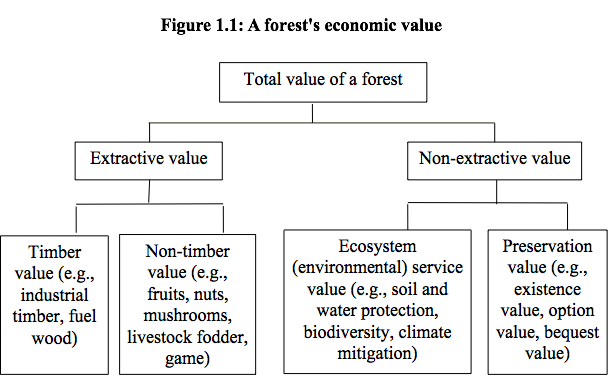 Figure 1.1: A forest's economic value
Total value of a forest
Extractive value
Non-extractive value
Timber
value (e.g.,
industrial
timber, fuel
wood)
Non-timber
value (e.g.,
fruits, nuts,
mushrooms,
livestock fodder,
game)
Ecosystem
(environmental) service
value (e.g., soil and
water protection,
biodiversity, climate
mitigation)
Preservation
value (e.g.,
existence
value, option
value, bequest
value)